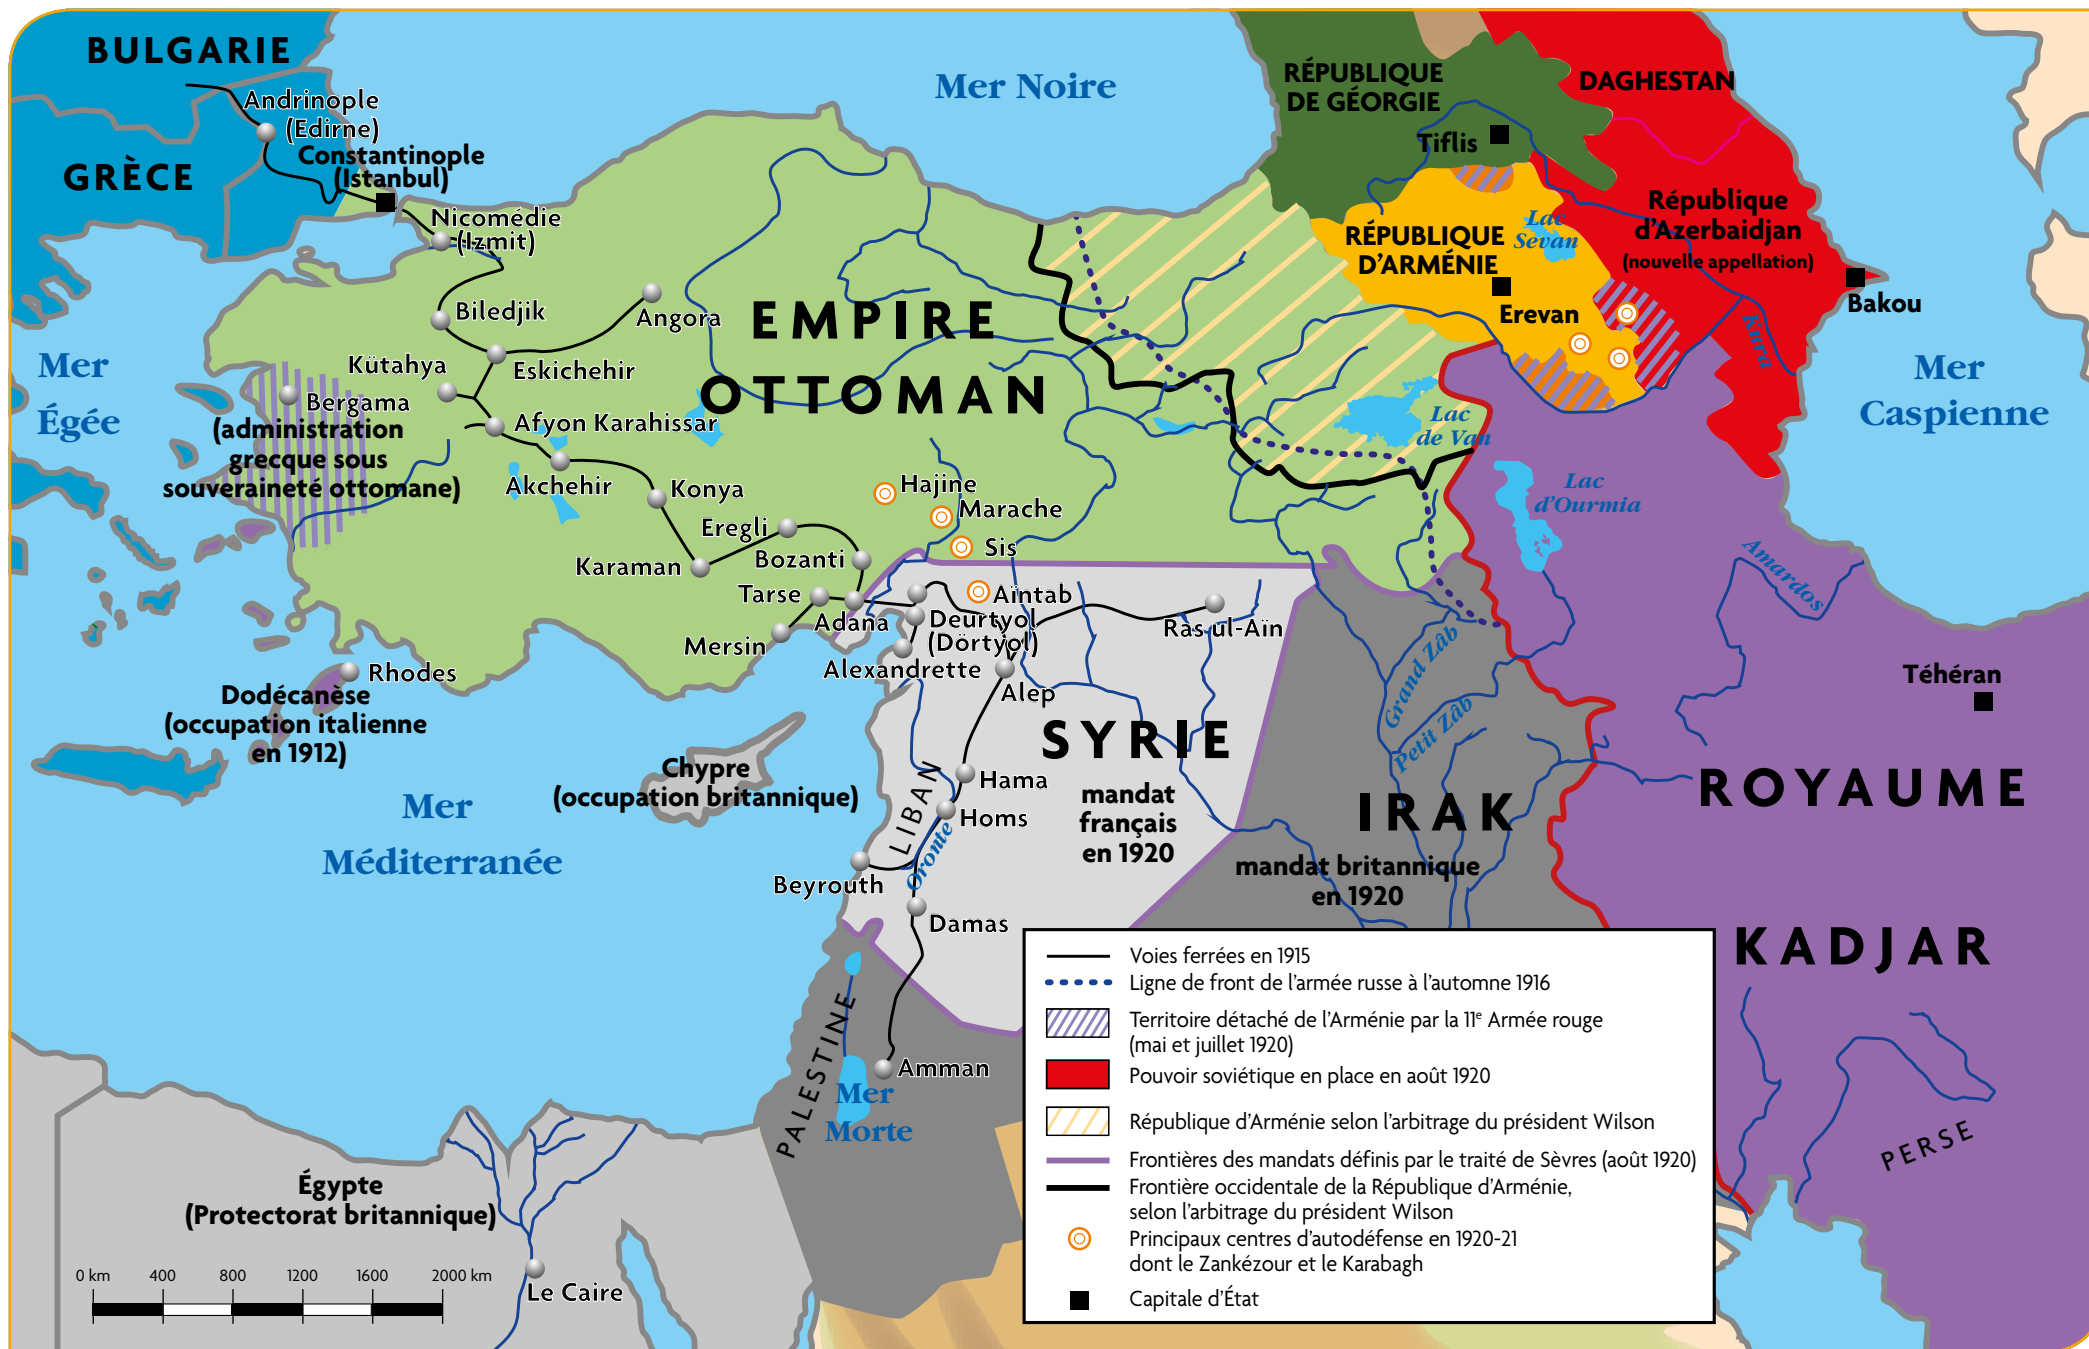 BULGARIE
Andrinople
(Edirne)
Constantinople
(Istanbul)
GRÈCE
Nicomédie
(Izmit)
Mer Noire
RÉPUBLIQUE
DE GÉORGIE
Tiflis
DAGHESTAN
République
d'Azerbaidjan
(nouvelle appellation)
Bakou
Kura
RÉPUBLIQUE
D'ARMÉNIE
Lac
Sevan
Erevan
Mer
Caspienne
Mer
Égée
Biledjik
Angora
Kütahya
Eskichehir
Bergama
(administration
grecque sous
souveraineté ottomane)
Afyon Karahissar
Akchehir
Konya
EMPIRE
OTTOMAN
Lac
de Van
Lac
d'Ourmia
Amardos
Hajine
Marache
Sis
Eregli
Bozanti
Karaman
Tarse
Adana
Mersin
Aïntab
Deurtyol
(Dörtyol)
Alexandrette
Ras ul-Aïn
Alep
Grand Zâb
Petit Zâb
Téhéran
Rhodes
Dodécanèse
(occupation italienne
en 1912)
Chypre
(occupation britannique)
Mer
Méditerranée
SYRIE
mandat
français
en 1920
Hama
Homs
LIBAN
Oronte
Beyrouth
Damas
IRAK
mandat britannique
en 1920
ROYAUME
KADJAR
PERSE
PALESTINE
Amman
Mer
Morte
Égypte
(Protectorat britannique)
Le Caire
0 km 400 800 1200 1600 2000 km
Voies ferrées en 1915
Ligne de front de l'armée russe à l'automne 1916
Territoire détaché de l'Arménie par la 11e Armée rouge
(mai et juillet 1920)
Pouvoir soviétique en place en août 1920
République d'Arménie selon l'arbitrage du président Wilson
Frontières des mandats définis par le traité de Sèvres (août 1920)
Frontière occidentale de la République d'Arménie,
selon l'arbitrage du président Wilson
Principaux centres d'autodéfense en 1920-21
dont le Zankézour et le Karabagh
Capitale d'État